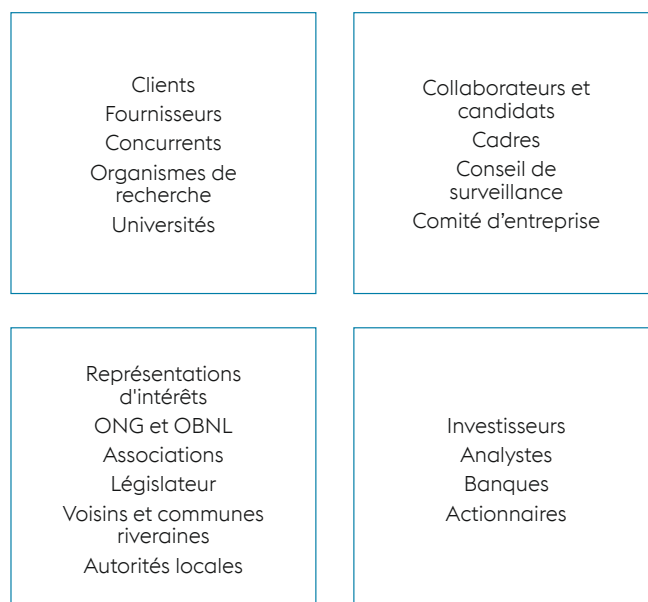 Clients
Fournisseurs
Concurrents
Organismes de
recherche
Universités
Collaborateurs et
candidats
Cadres
Conseil de
surveillance
Comité d’entreprise
Représentations
d'intérêts
ONG et OBNL
Associations
Législateur
Voisins et communes
riveraines
Autorités locales
Investisseurs
Analystes
Banques
Actionnaires